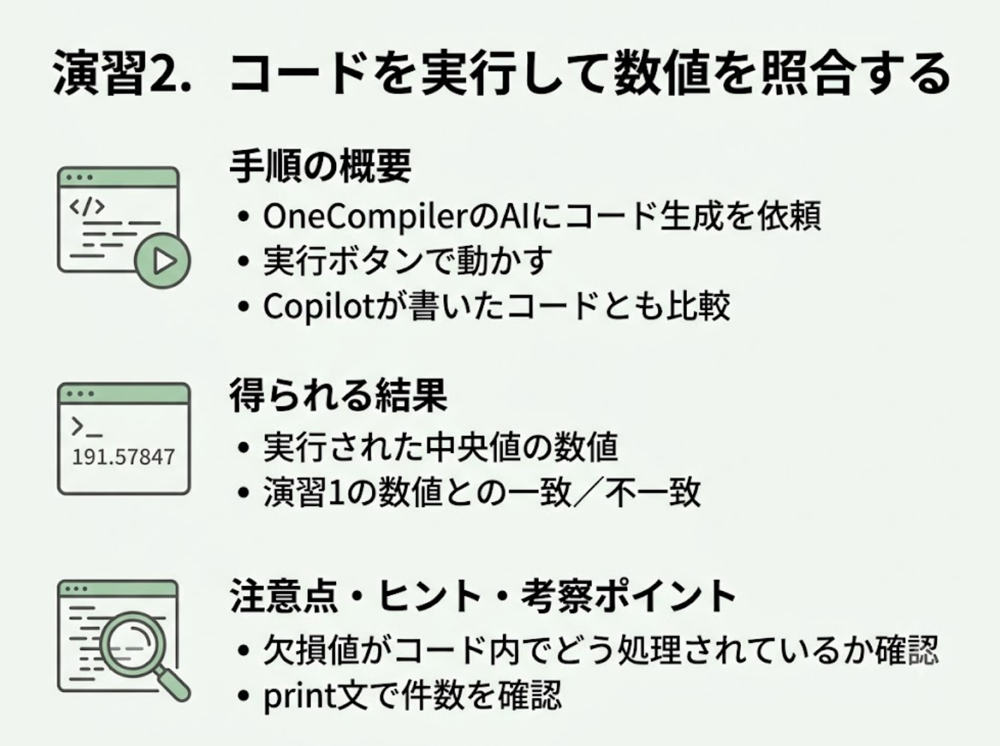 演習2. コードを実行して数値を照合する
手順の概要
• OneCompilerのAIにコード生成を依頼
• 実行ボタンで動かす
• Copilotが書いたコードとも比較
</>
得られる結果
• 実行された中央値の数値
• 演習1の数値との一致／不一致
>_
191.57847
注意点・ヒント・考察ポイント
• 欠損値がコード内でどう処理されているか確認
• print文で件数を確認